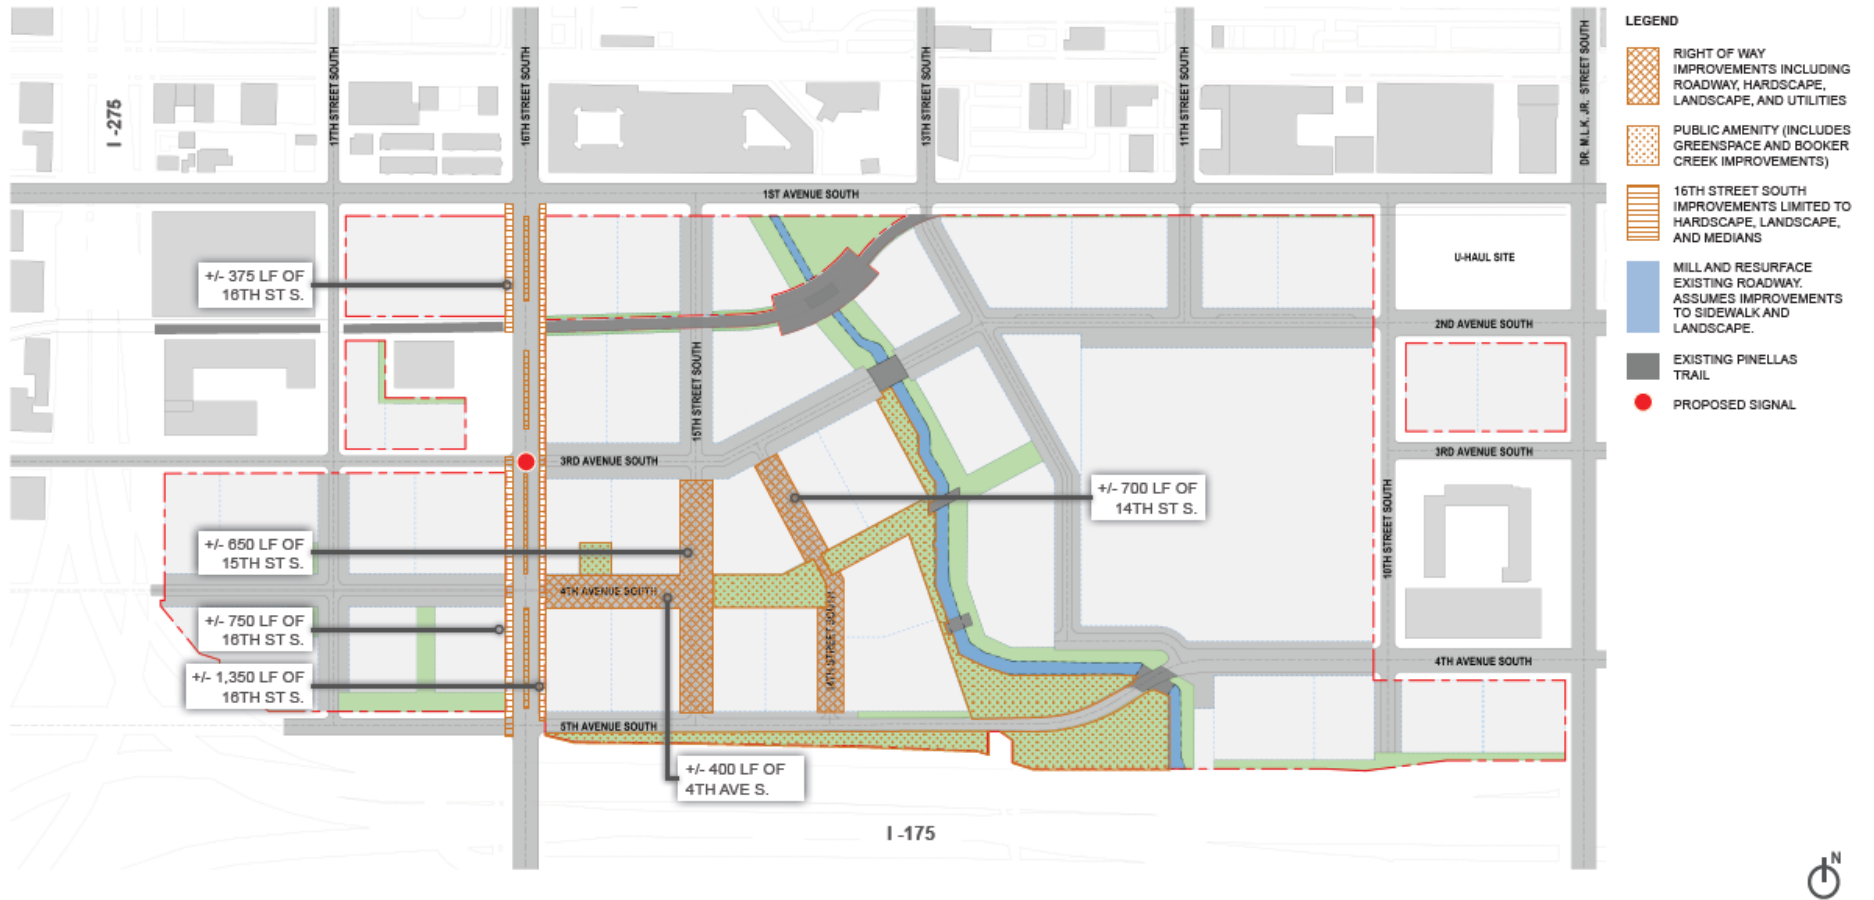 I-275
17TH STREET SOUTH
16TH STREET SOUTH
13TH STREET SOUTH
11TH STREET SOUTH
DR. M.L.K. JR. STREET SOUTH
1ST AVENUE SOUTH
U-HAUL SITE
+/- 375 LF OF
16TH ST S.
2ND AVENUE SOUTH
15TH STREET SOUTH
3RD AVENUE SOUTH
3RD AVENUE SOUTH
+/- 700 LF OF
14TH ST S.
10TH STREET SOUTH
+/- 650 LF OF
15TH ST S.
4TH AVENUE SOUTH
14TH STREET SOUTH
+/- 750 LF OF
16TH ST S.
4TH AVENUE SOUTH
+/- 1,350 LF OF
16TH ST S.
5TH AVENUE SOUTH
+/- 400 LF OF
4TH AVE S.
I-175
LEGEND
RIGHT OF WAY
IMPROVEMENTS INCLUDING
ROADWAY, HARDSCAPE,
LANDSCAPE, AND UTILITIES
PUBLIC AMENITY (INCLUDES
GREENSPACE AND BOOKER
CREEK IMPROVEMENTS)
16TH STREET SOUTH
IMPROVEMENTS LIMITED TO
HARDSCAPE, LANDSCAPE,
AND MEDIANS
MILL AND RESURFACE
EXISTING ROADWAY.
ASSUMES IMPROVEMENTS
TO SIDEWALK AND
LANDSCAPE.
EXISTING PINELLAS
TRAIL
PROPOSED SIGNAL
N